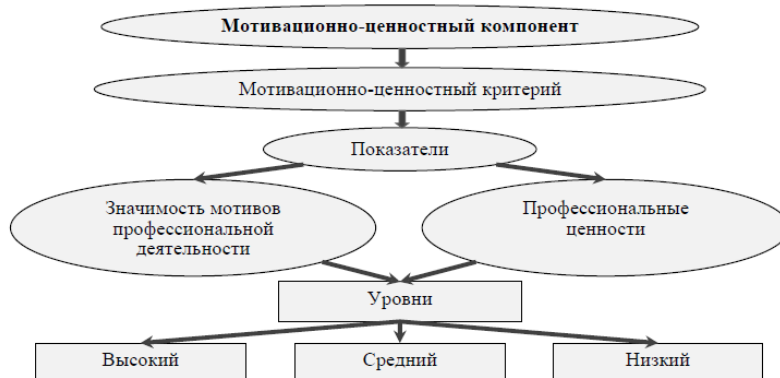 Мотивационно-ценностный компонент
Мотивационно-ценностный критерий
Показатели
Значимость мотивов
профессиональной
деятельности
Профессиональные
ценности
Уровни
Высокий
Средний
Низкий